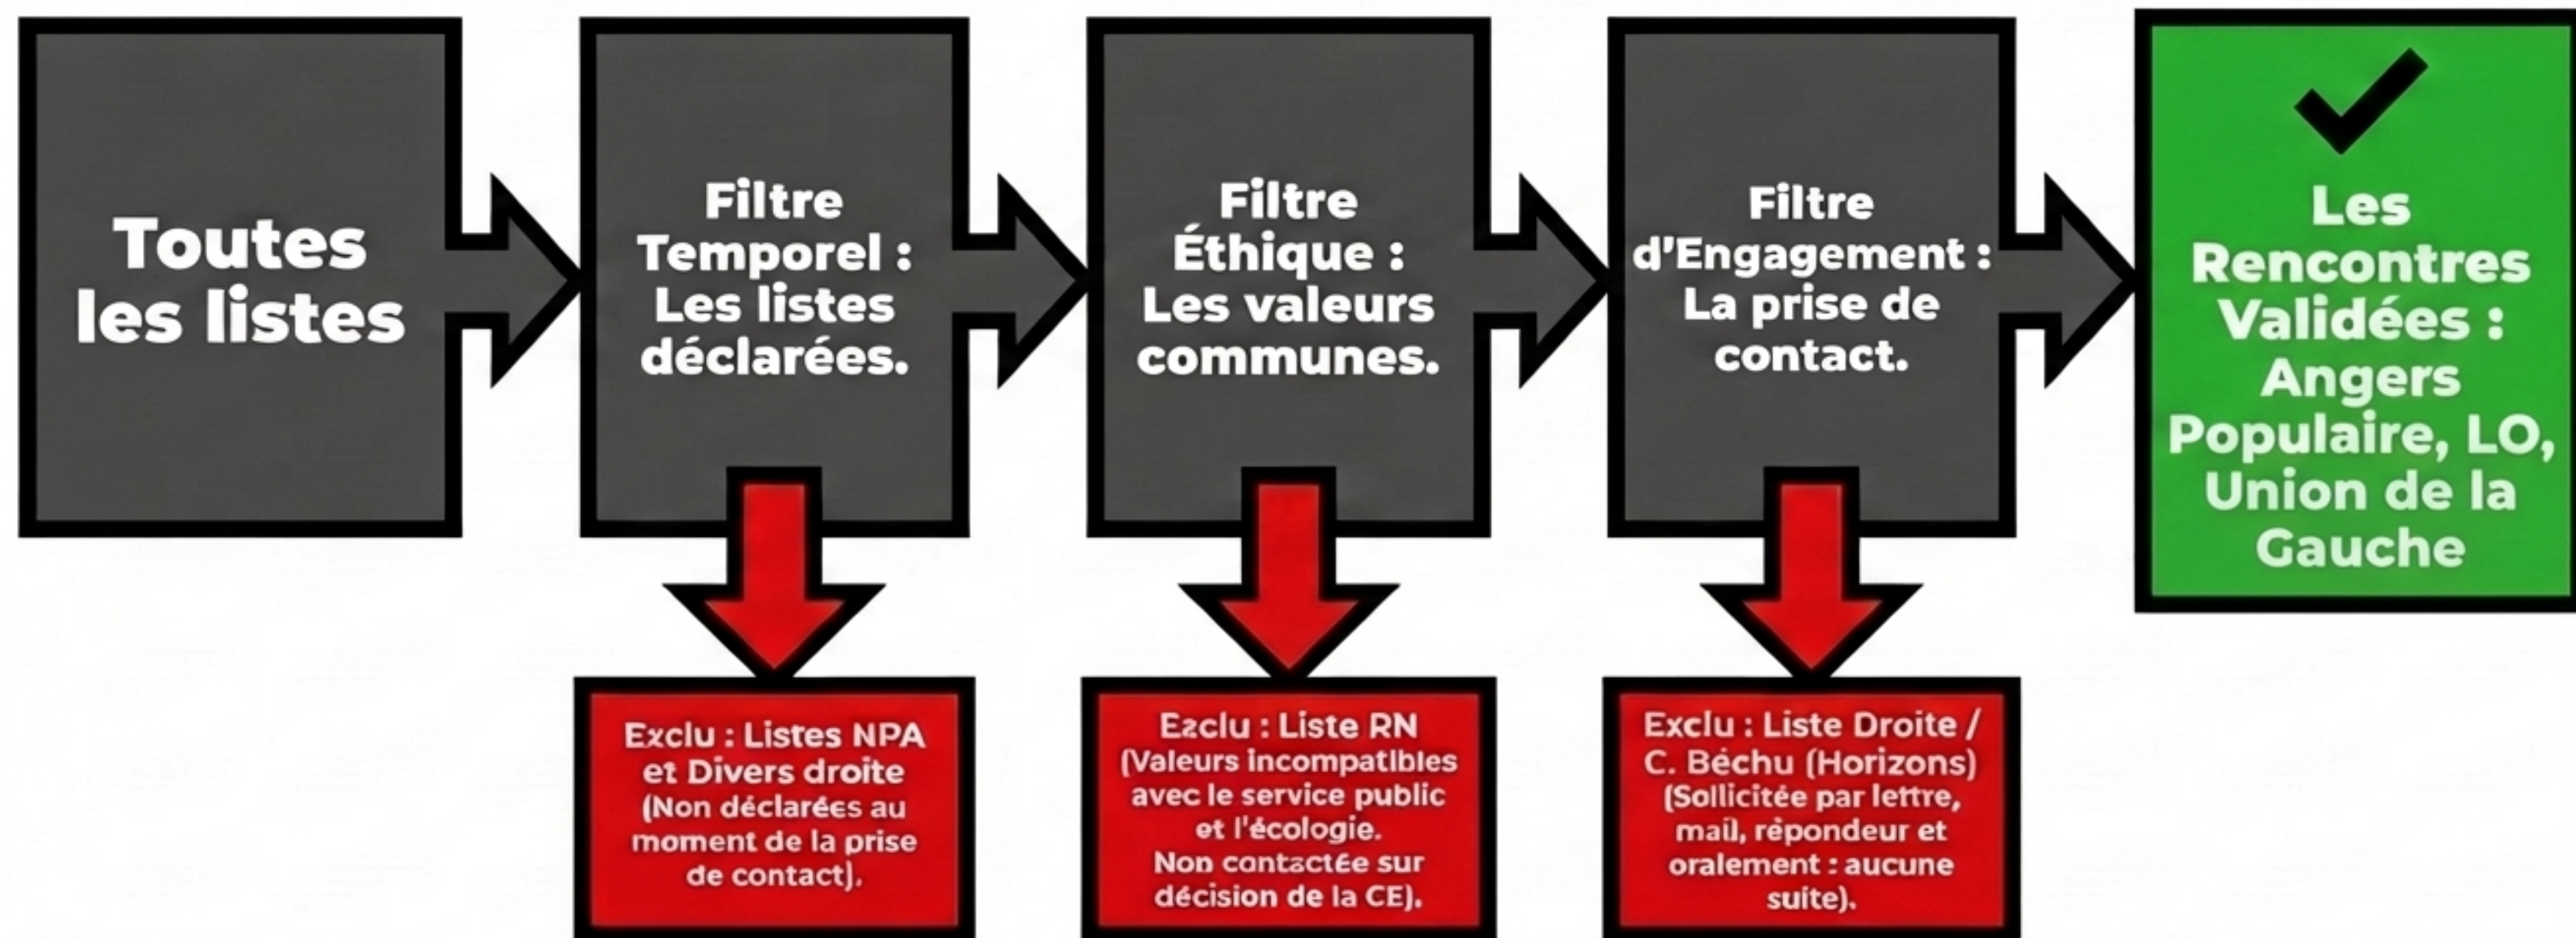 Toutes
les listes
Filtre
Temporel :
Les listes
déclarées.
Exclu : Listes NPA
et Divers droite
(Non déclarées au
moment de la prise
de contact).
Filtre
Éthique :
Les valeurs
communes.
Ezclu : Liste RN
(Valeurs incompatibles
avec le service public
et l'écologie.
Non contactée sur
décision de la CE).
Filtre
d'Engagement :
La prise de
contact.
Exclu : Liste Droite /
C. Béchu (Horizons)
(Sollicitée par lettre,
mail, répondeur et
oralement : aucune
suite).
Les
Rencontres
Validées :
Angers
Populaire, LO,
Union de la
Gauche